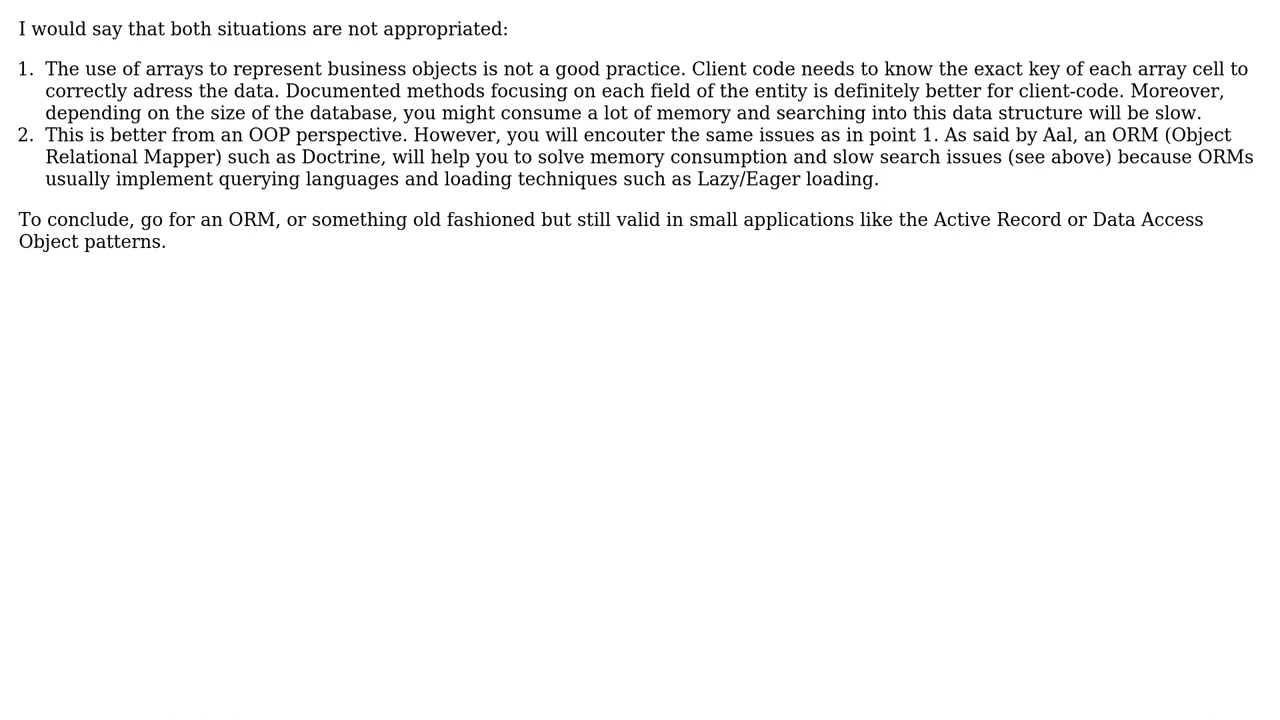 I would say that both situations are not appropriated:
1. The use of arrays to represent business objects is not a good practice. Client code needs to know the exact key of each array cell to
correctly adress the data. Documented methods focusing on each field of the entity is definitely better for client-code. Moreover,
depending on the size of the database, you might consume a lot of memory and searching into this data structure will be slow.
2. This is better from an OOP perspective. However, you will encouter the same issues as in point 1. As said by Aal, an ORM (Object
Relational Mapper) such as Doctrine, will help you to solve memory consumption and slow search issues (see above) because ORMs
usually implement querying languages and loading techniques such as Lazy/Eager loading.
To conclude, go for an ORM, or something old fashioned but still valid in small applications like the Active Record or Data Access
Object patterns.